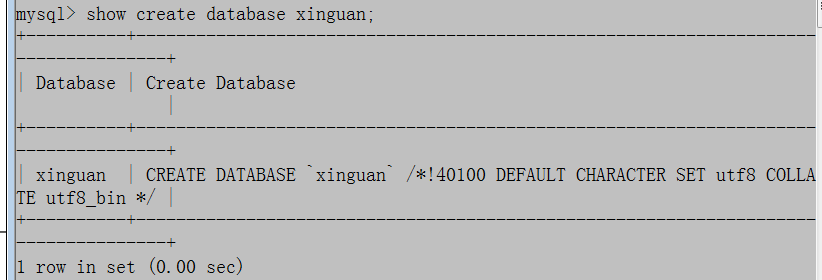 mysql> show create database xinguan;
+----------+--------------------------------------------------------------------
---------------+
| Database | Create Database
               |
+----------+--------------------------------------------------------------------
---------------+
| xinguan  | CREATE DATABASE `xinguan` /*!40100 DEFAULT CHARACTER SET utf8 COLLA
TE utf8_bin */ |
+----------+--------------------------------------------------------------------
---------------+
1 row in set (0.00 sec)